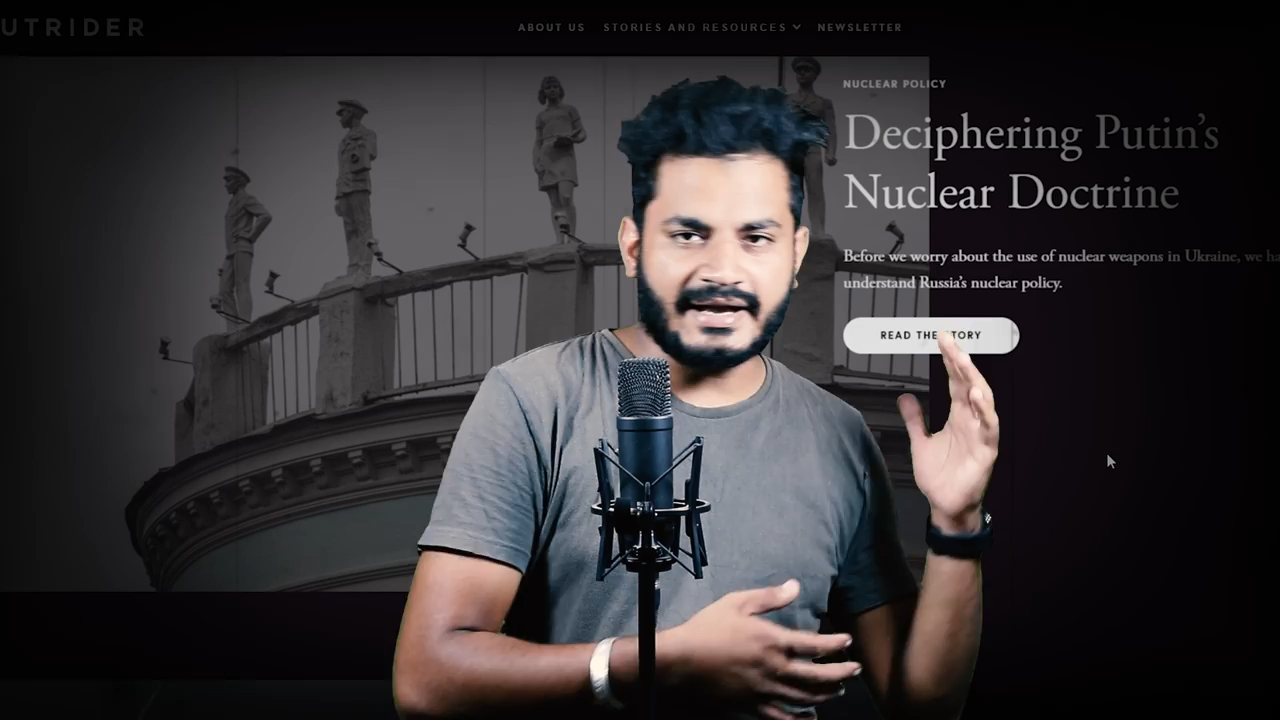 UTRIDER
ABOUT US STORIES AND RESOURCES NEWSLETTER
NUCLEAR POLICY
Deciphering Putin’s
Nuclear Doctrine
Before we worry about the use of nuclear weapons in Ukraine, we ha
understand Russia’s nuclear policy.
READ THE STORY